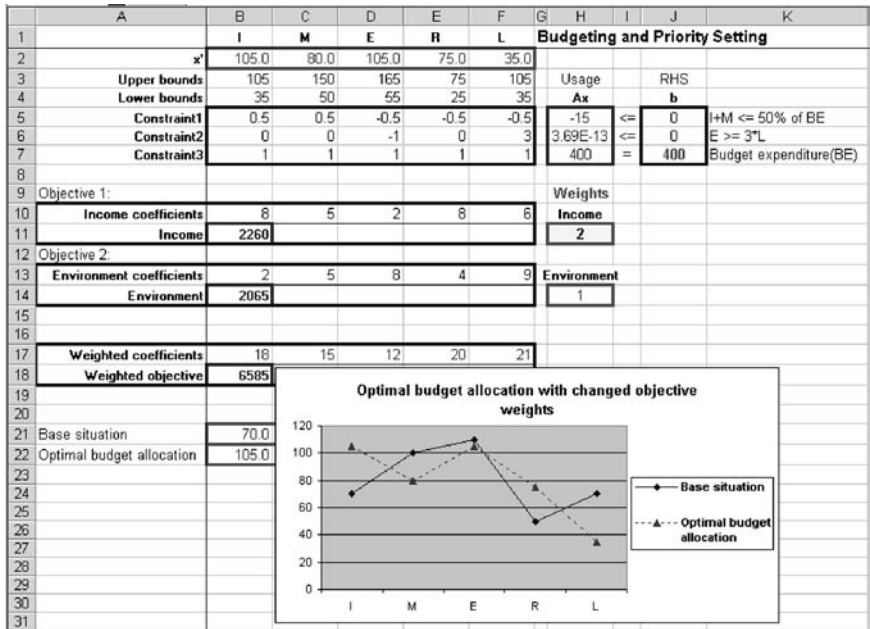 A B C D E F G H I J K
1 I M E R L Budgeting and Priority Setting
2 x' 105.0 80.0 105.0 75.0 35.0
3 Upper bounds 105 150 165 75 105 Usage RHS
4 Lower bounds 35 50 55 25 35 Ax b
5 Constraint1 0.5 0.5 -0.5 -0.5 -0.5 -15 <= 0 I+M <= 50% of BE
6 Constraint2 0 0 -1 0 3 3.69E-13 <= 0 E >= 3*L
7 Constraint3 1 1 1 1 1 400 = 400 Budget expenditure(BE)
8
9 Objective 1: Weights
10 Income coefficients 8 5 2 8 6 Income
11 Income 2260 2
12 Objective 2:
13 Environment coefficients 2 5 8 4 9 Environment
14 Environment 2065 1
15
16
17 Weighted coefficients 18 15 12 20 21
18 Weighted objective 6585
19
20
21 Base situation 70.0
22 Optimal budget allocation 105.0
23
24
25
26
27
28
29
30
31
Optimal budget allocation with changed objective
weights
120
100
80
60
40
20
0
I M E R L
Base situation
Optimal budget
allocation